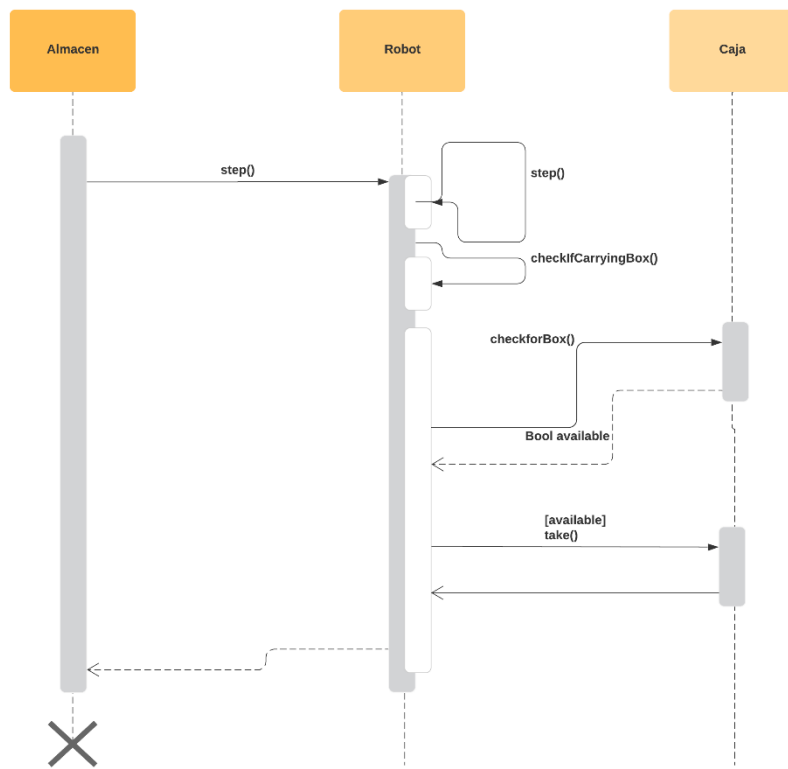 Almacen
Robot
Caja
step()
step()
checkIfCarryingBox()
checkforBox()
Bool available
[available]
take()